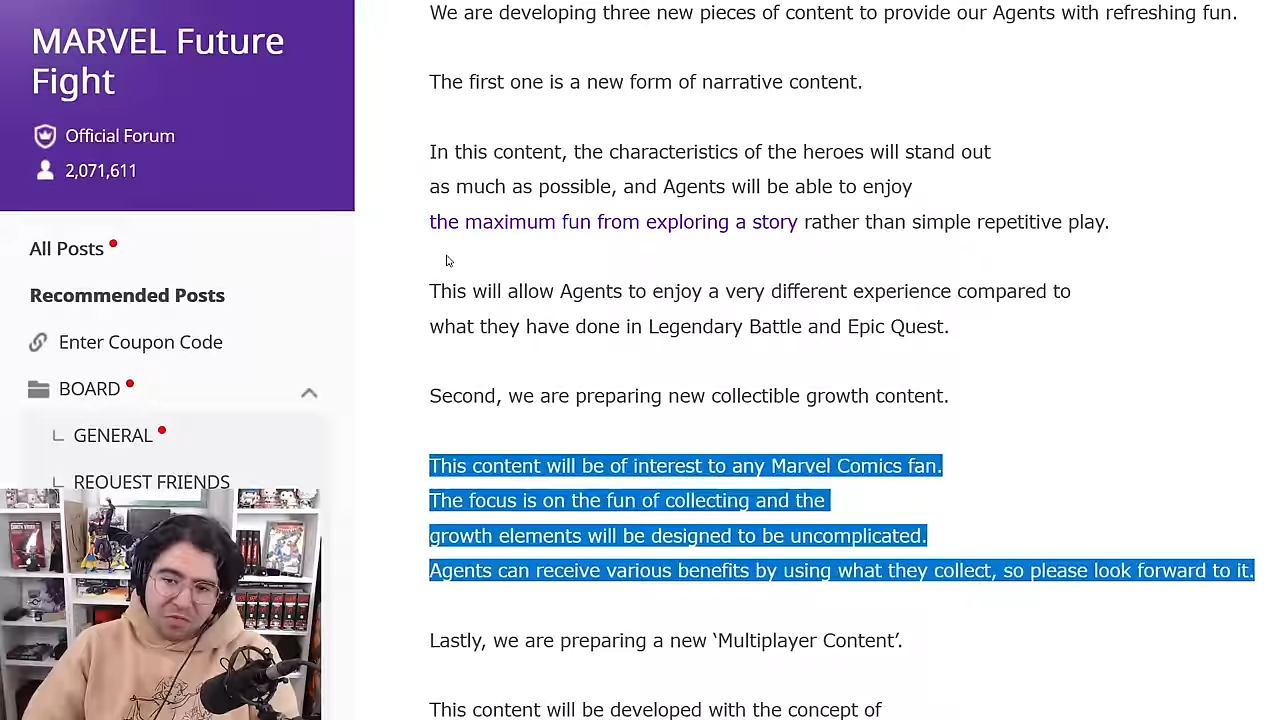 MARVEL Future
Fight
Official Forum
2,071,611
All Posts
Recommended Posts
Enter Coupon Code
BOARD
GENERAL
REQUEST FRIENDS
We are developing three new pieces of content to provide our Agents with refreshing fun.
The first one is a new form of narrative content.
In this content, the characteristics of the heroes will stand out
as much as possible, and Agents will be able to enjoy
the maximum fun from exploring a story rather than simple repetitive play.
This will allow Agents to enjoy a very different experience compared to
what they have done in Legendary Battle and Epic Quest.
Second, we are preparing new collectible growth content.
This content will be of interest to any Marvel Comics fan.
The focus is on the fun of collecting and the
growth elements will be designed to be uncomplicated.
Agents can receive various benefits by using what they collect, so please look forward to it.
Lastly, we are preparing a new ‘Multiplayer Content’.
This content will be developed with the concept of